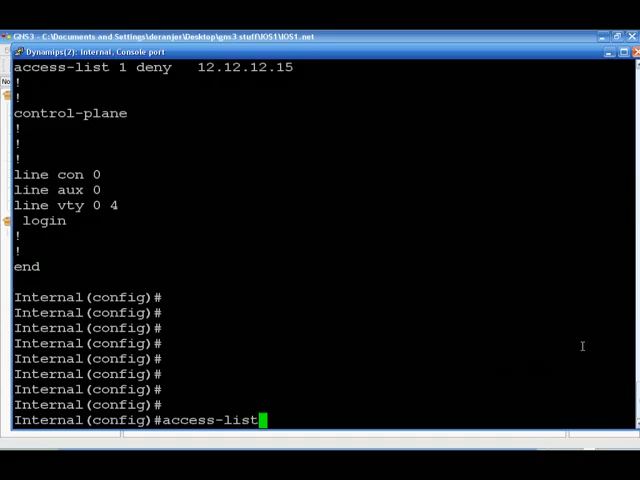 GNS3 - C:\Documents and Settings\deranjer\Desktop\gns3 stuff\IOS1\IOS1.net
Dynamips(2): Internal, Console port
No
access-list 1 deny   12.12.12.15
!
!
control-plane
!
!
!
line con 0
line aux 0
line vty 0 4
 login
!
!
end
Internal(config)#
Internal(config)#
Internal(config)#
Internal(config)#
Internal(config)#
Internal(config)#
Internal(config)#
Internal(config)#
Internal(config)#access-list